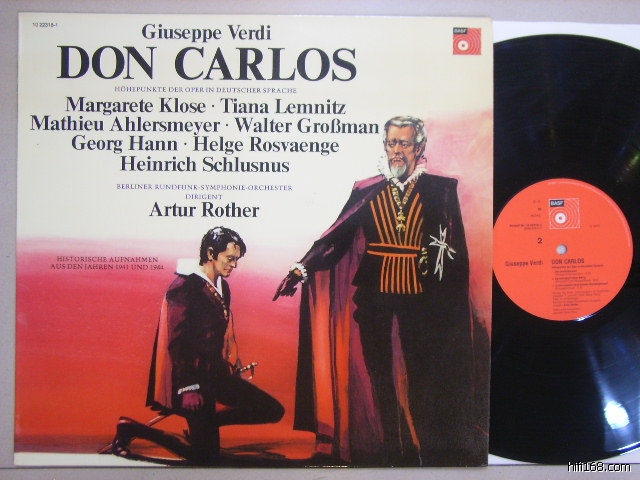 10 22318-1
Giuseppe Verdi
BASF
DON CARLOS
HÖHEPUNKTE DER OPER IN DEUTSCHER SPRACHE
Margarete Klose · Tiana Lemnitz
Mathieu Ahlersmeyer · Walter Großman
Georg Hann · Helge Rosvaenge
Heinrich Schlusnus
BERLINER RUNDFUNK-SYMPHONIE-ORCHESTER
DIRIGENT
Artur Rother
HISTORISCHE AUFNAHMEN
AUS DEN JAHREN 1941 UND 1944
BASF
2
Giuseppe Verdi
DON CARLOS
hifi168.com